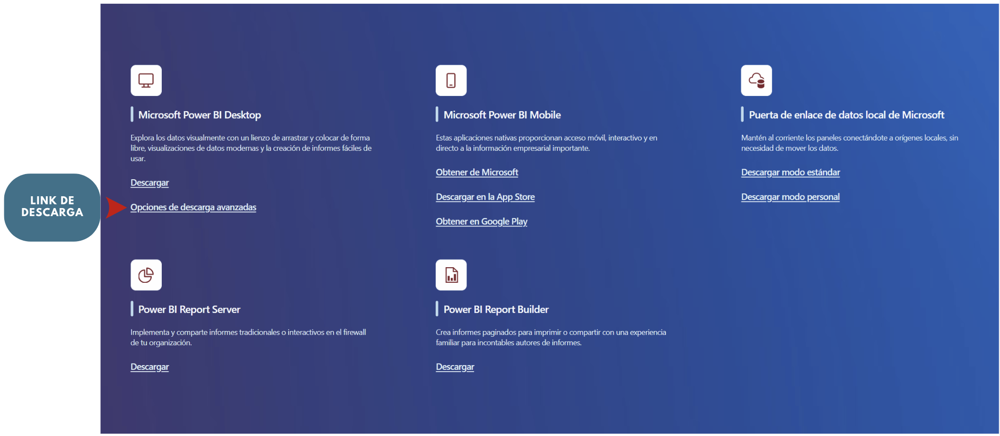 LINK DE
DESCARGA
Microsoft Power BI Desktop
Explora los datos visualmente con un lienzo de arrastrar y colocar de forma
libre, visualizaciones de datos modernas y la creación de informes fáciles de
usar.
Descargar
Opciones de descarga avanzadas
Microsoft Power BI Mobile
Estas aplicaciones nativas proporcionan acceso móvil, interactivo y en
directo a la información empresarial importante.
Obtener de Microsoft
Descargar en la App Store
Obtener en Google Play
Puerta de enlace de datos local de Microsoft
Mantén al corriente los paneles conectándote a orígenes locales, sin
necesidad de mover los datos.
Descargar modo estándar
Descargar modo personal
Power BI Report Server
Implementa y comparte informes tradicionales o interactivos en el firewall
de tu organización.
Descargar
Power BI Report Builder
Crea informes paginados para imprimir o compartir con una experiencia
familiar para incontables autores de informes.
Descargar